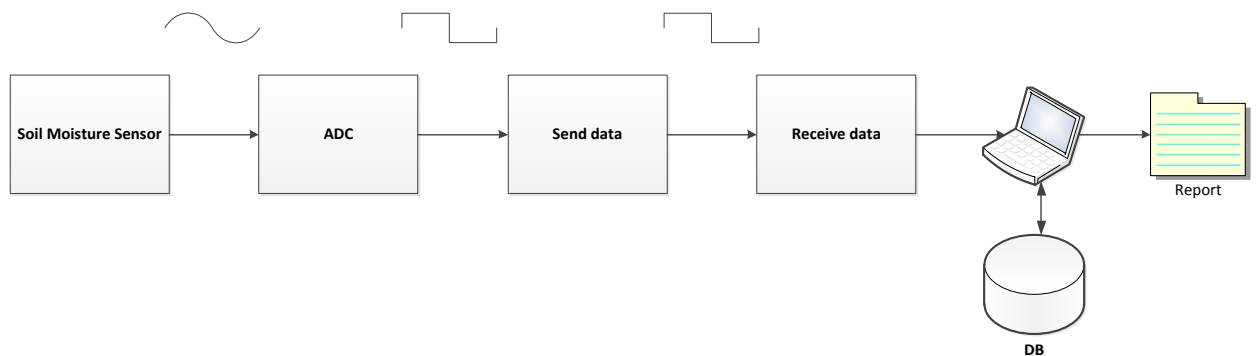 Soil Moisture Sensor
ADC
Send data
Receive data
Report
DB